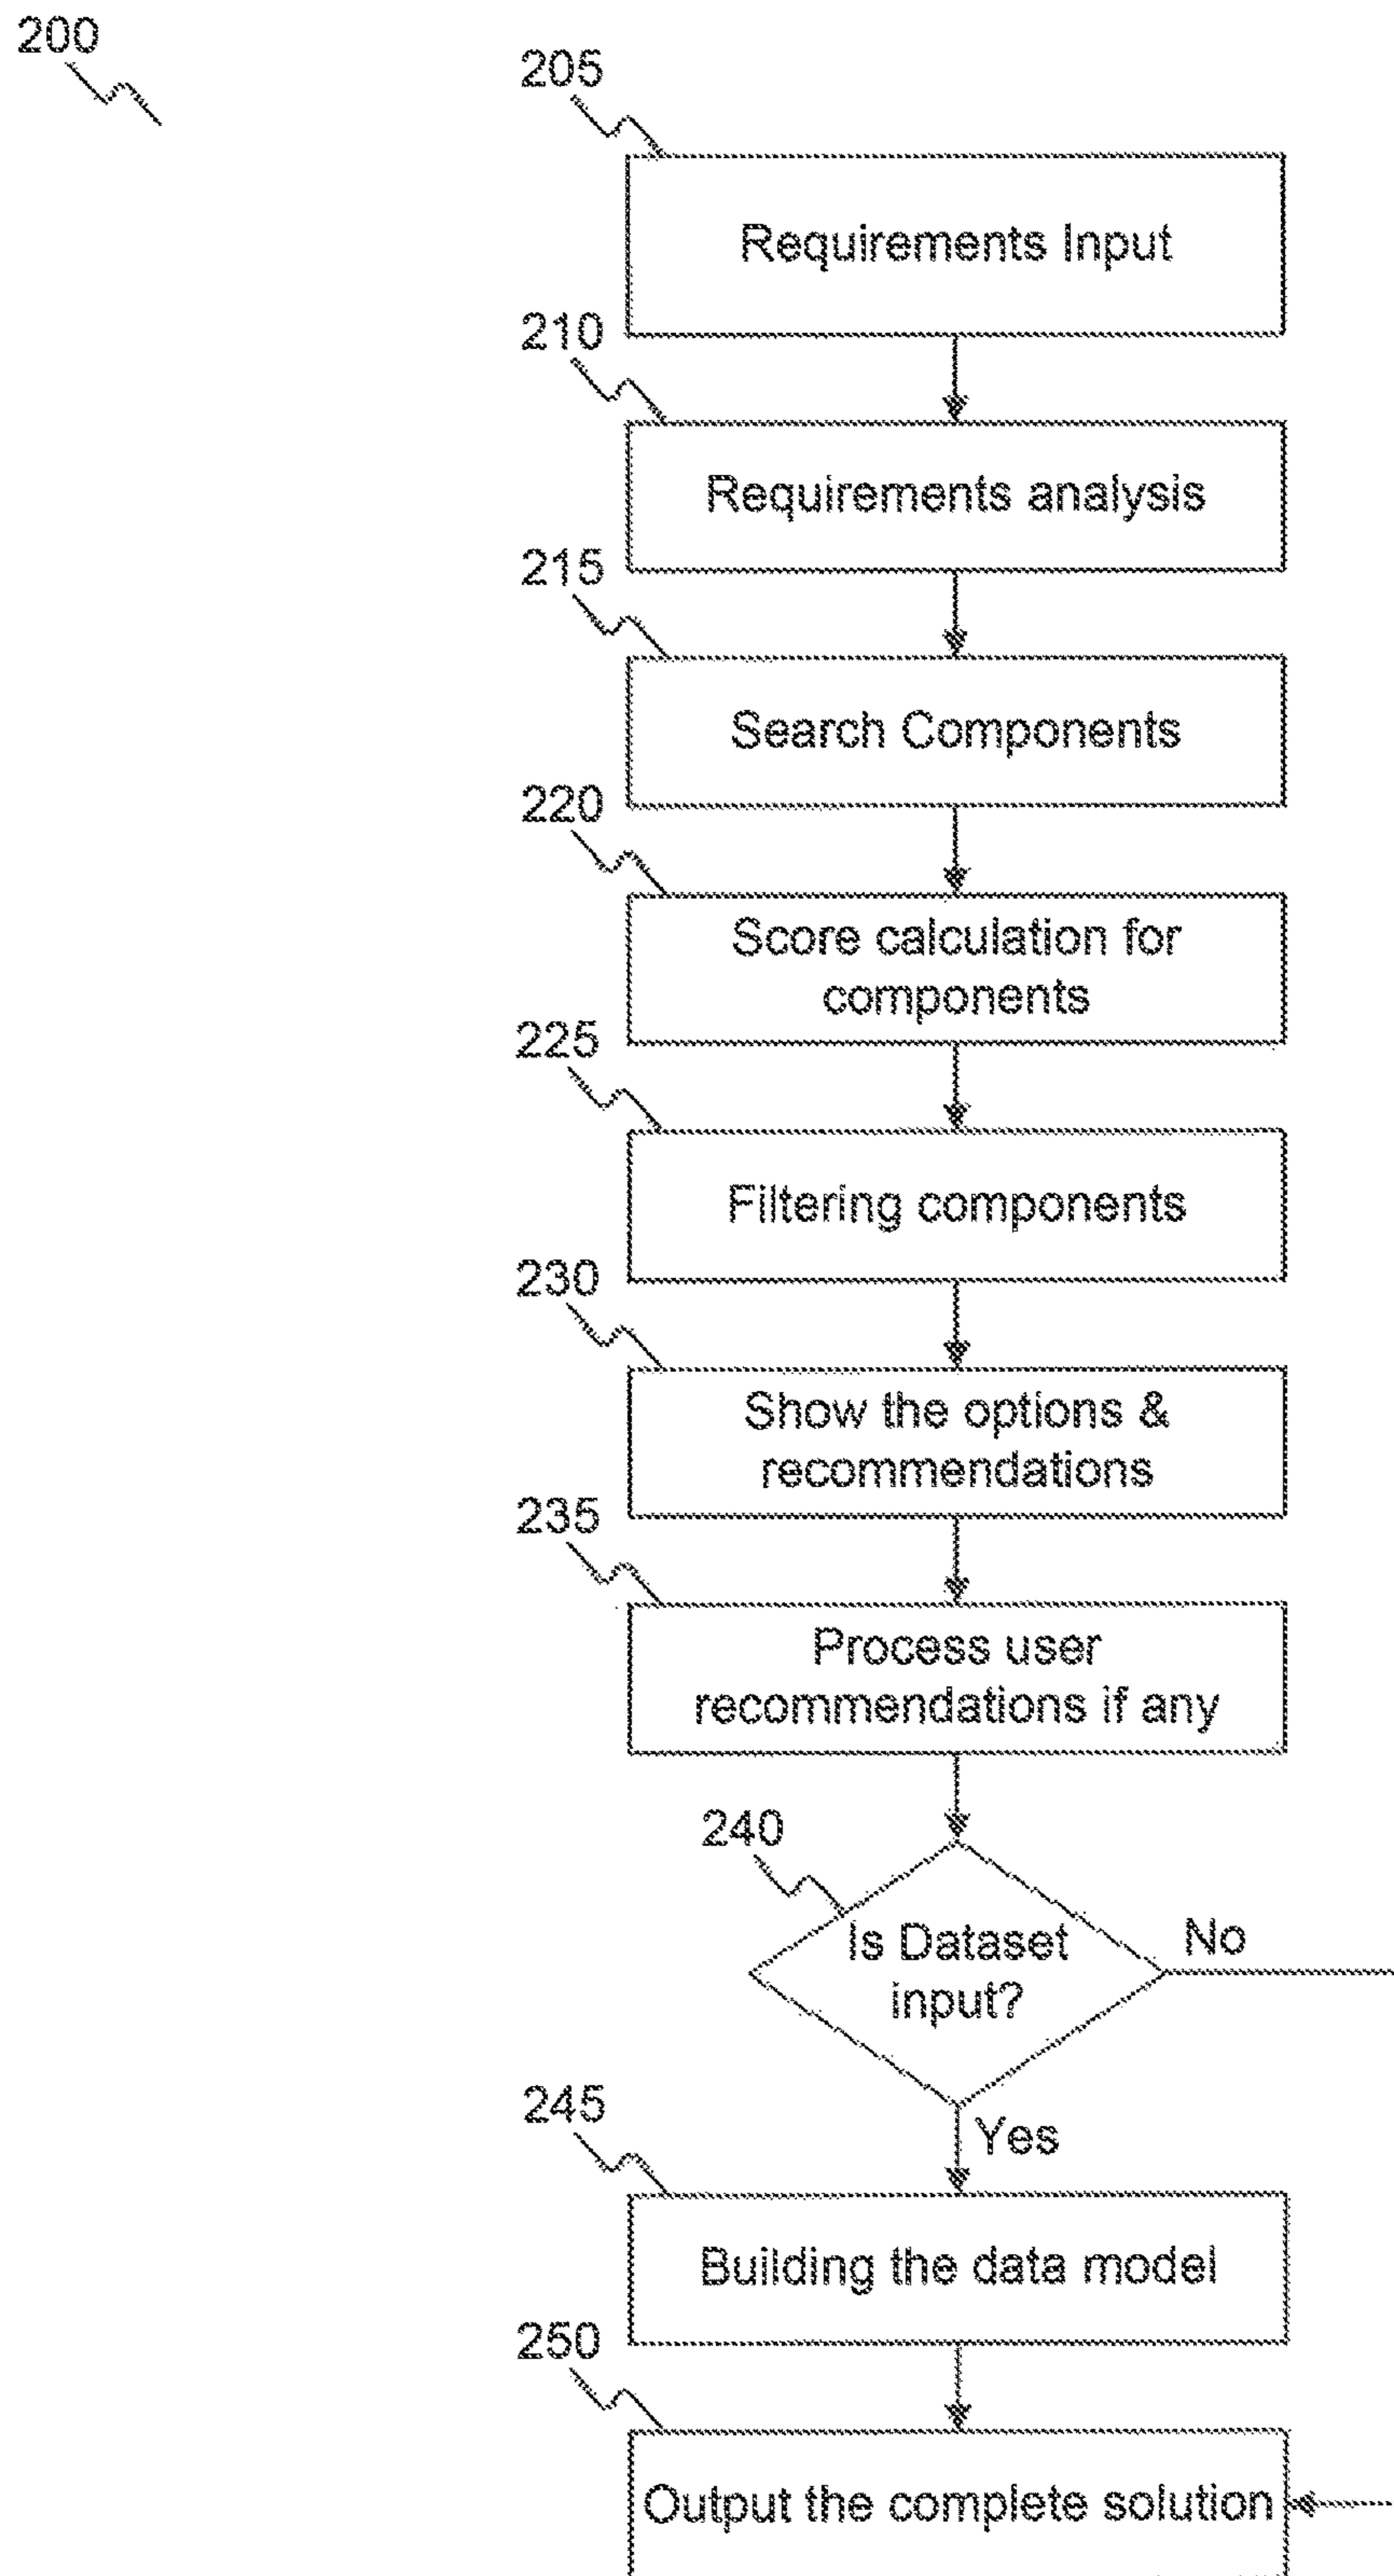 200
205
Requirements Input
210
Requirements analysis
215
Search Components
220
Score calculation for
components
225
Filtering components
230
Show the options &
recommendations
235
Process user
recommendations if any
240
Is Dataset
input?
No
Yes
245
Building the data model
250
Output the complete solution